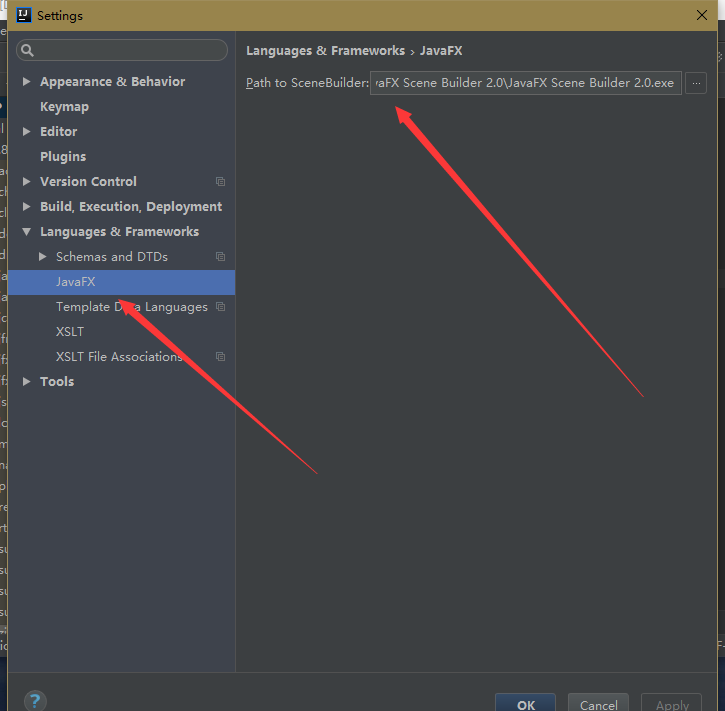 IJ Settings
Languages & Frameworks › JavaFX
Path to SceneBuilder: vaFX Scene Builder 2.0\JavaFX Scene Builder 2.0.exe ...
Appearance & Behavior
Keymap
Editor
Plugins
Version Control
Build, Execution, Deployment
Languages & Frameworks
Schemas and DTDs
JavaFX
Template Data Languages
XSLT
XSLT File Associations
Tools
? OK Cancel Apply